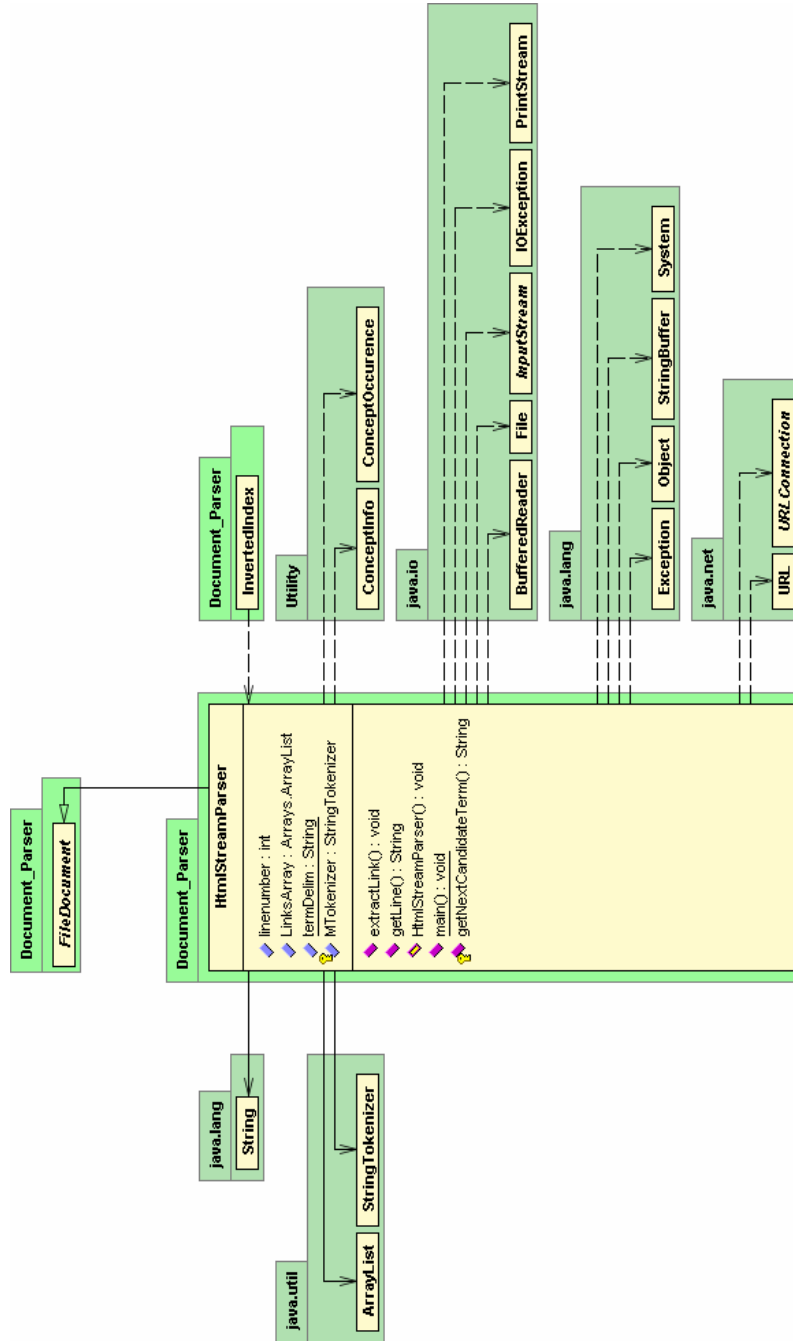 Document_Parser
FileDocument
java.lang
String
java.util
ArrayList
StringTokenizer
Document_Parser
HtmlStreamParser
linenumber : int
LinksArray : Arrays.ArrayList
termDelim : String
MTokenizer : StringTokenizer
extractLink() : void
getLine() : String
HtmlStreamParser() : void
main() : void
getNextCandidateTerm() : String
Document_Parser
InvertedIndex
Utility
ConceptInfo
ConceptOccurence
java.io
BufferedReader
File
InputStream
IOException
PrintStream
java.lang
Exception
Object
StringBuffer
System
java.net
URL
URLConnection